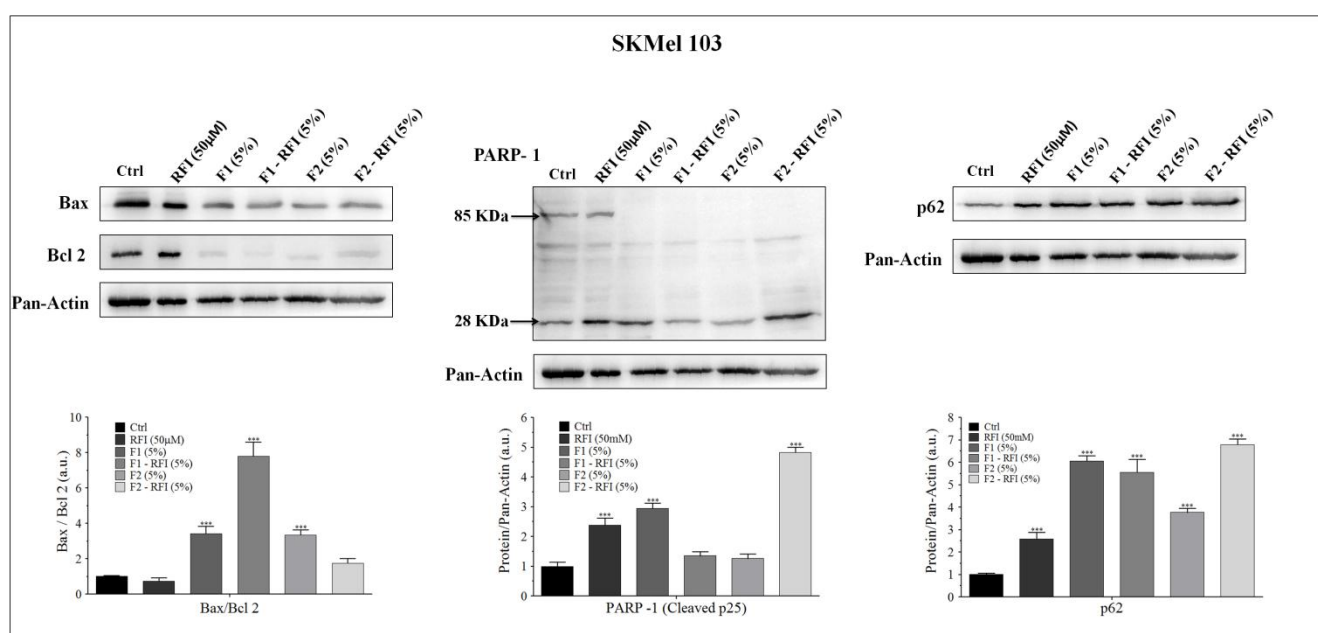 SKMel 103
Ctrl
RFI (50µM)
F1 (5%)
F1 - RFI (5%)
F2 (5%)
F2 - RFI (5%)
Bax
Bcl 2
Pan-Actin
PARP- 1
Ctrl
RFI (50µM)
F1 (5%)
F1 - RFI (5%)
F2 (5%)
F2 - RFI (5%)
85 KDa
28 KDa
Pan-Actin
Ctrl
RFI (50µM)
F1 (5%)
F1 - RFI (5%)
F2 (5%)
F2 - RFI (5%)
p62
Pan-Actin
Bax / Bcl 2 (a.u.)
10
8
6
4
2
0
Ctrl
RFI (50µM)
F1 (5%)
F1 - RFI (5%)
F2 (5%)
F2 - RFI (5%)
***
***
***
Bax/Bcl 2
Protein/Pan-Actin (a.u.)
6
5
4
3
2
1
0
Ctrl
RFI (50mM)
F1 (5%)
F1 - RFI (5%)
F2 (5%)
F2 - RFI (5%)
***
***
***
PARP -1 (Cleaved p25)
Protein/Pan-Actin (a.u.)
8
7
6
5
4
3
2
1
0
Ctrl
RFI (50mM)
F1 (5%)
F1 - RFI (5%)
F2 (5%)
F2 - RFI (5%)
***
***
***
***
***
p62